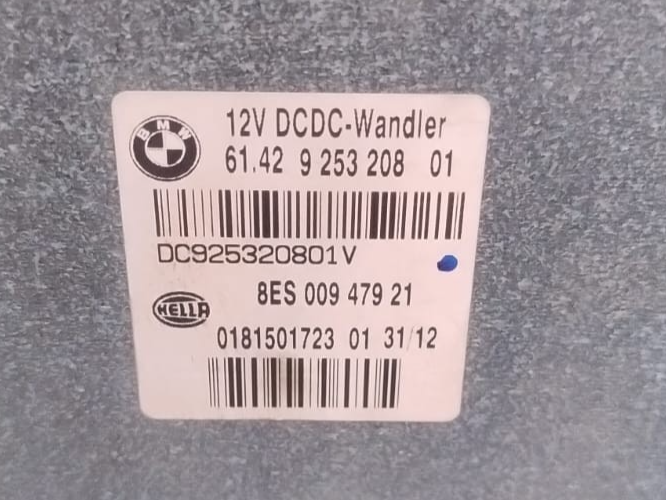 BMW
12V DCDC-Wandler
61.42 9 253 208 01
DC925320801V
8ES 009 479 21
HELLA
0181501723 01 31/12